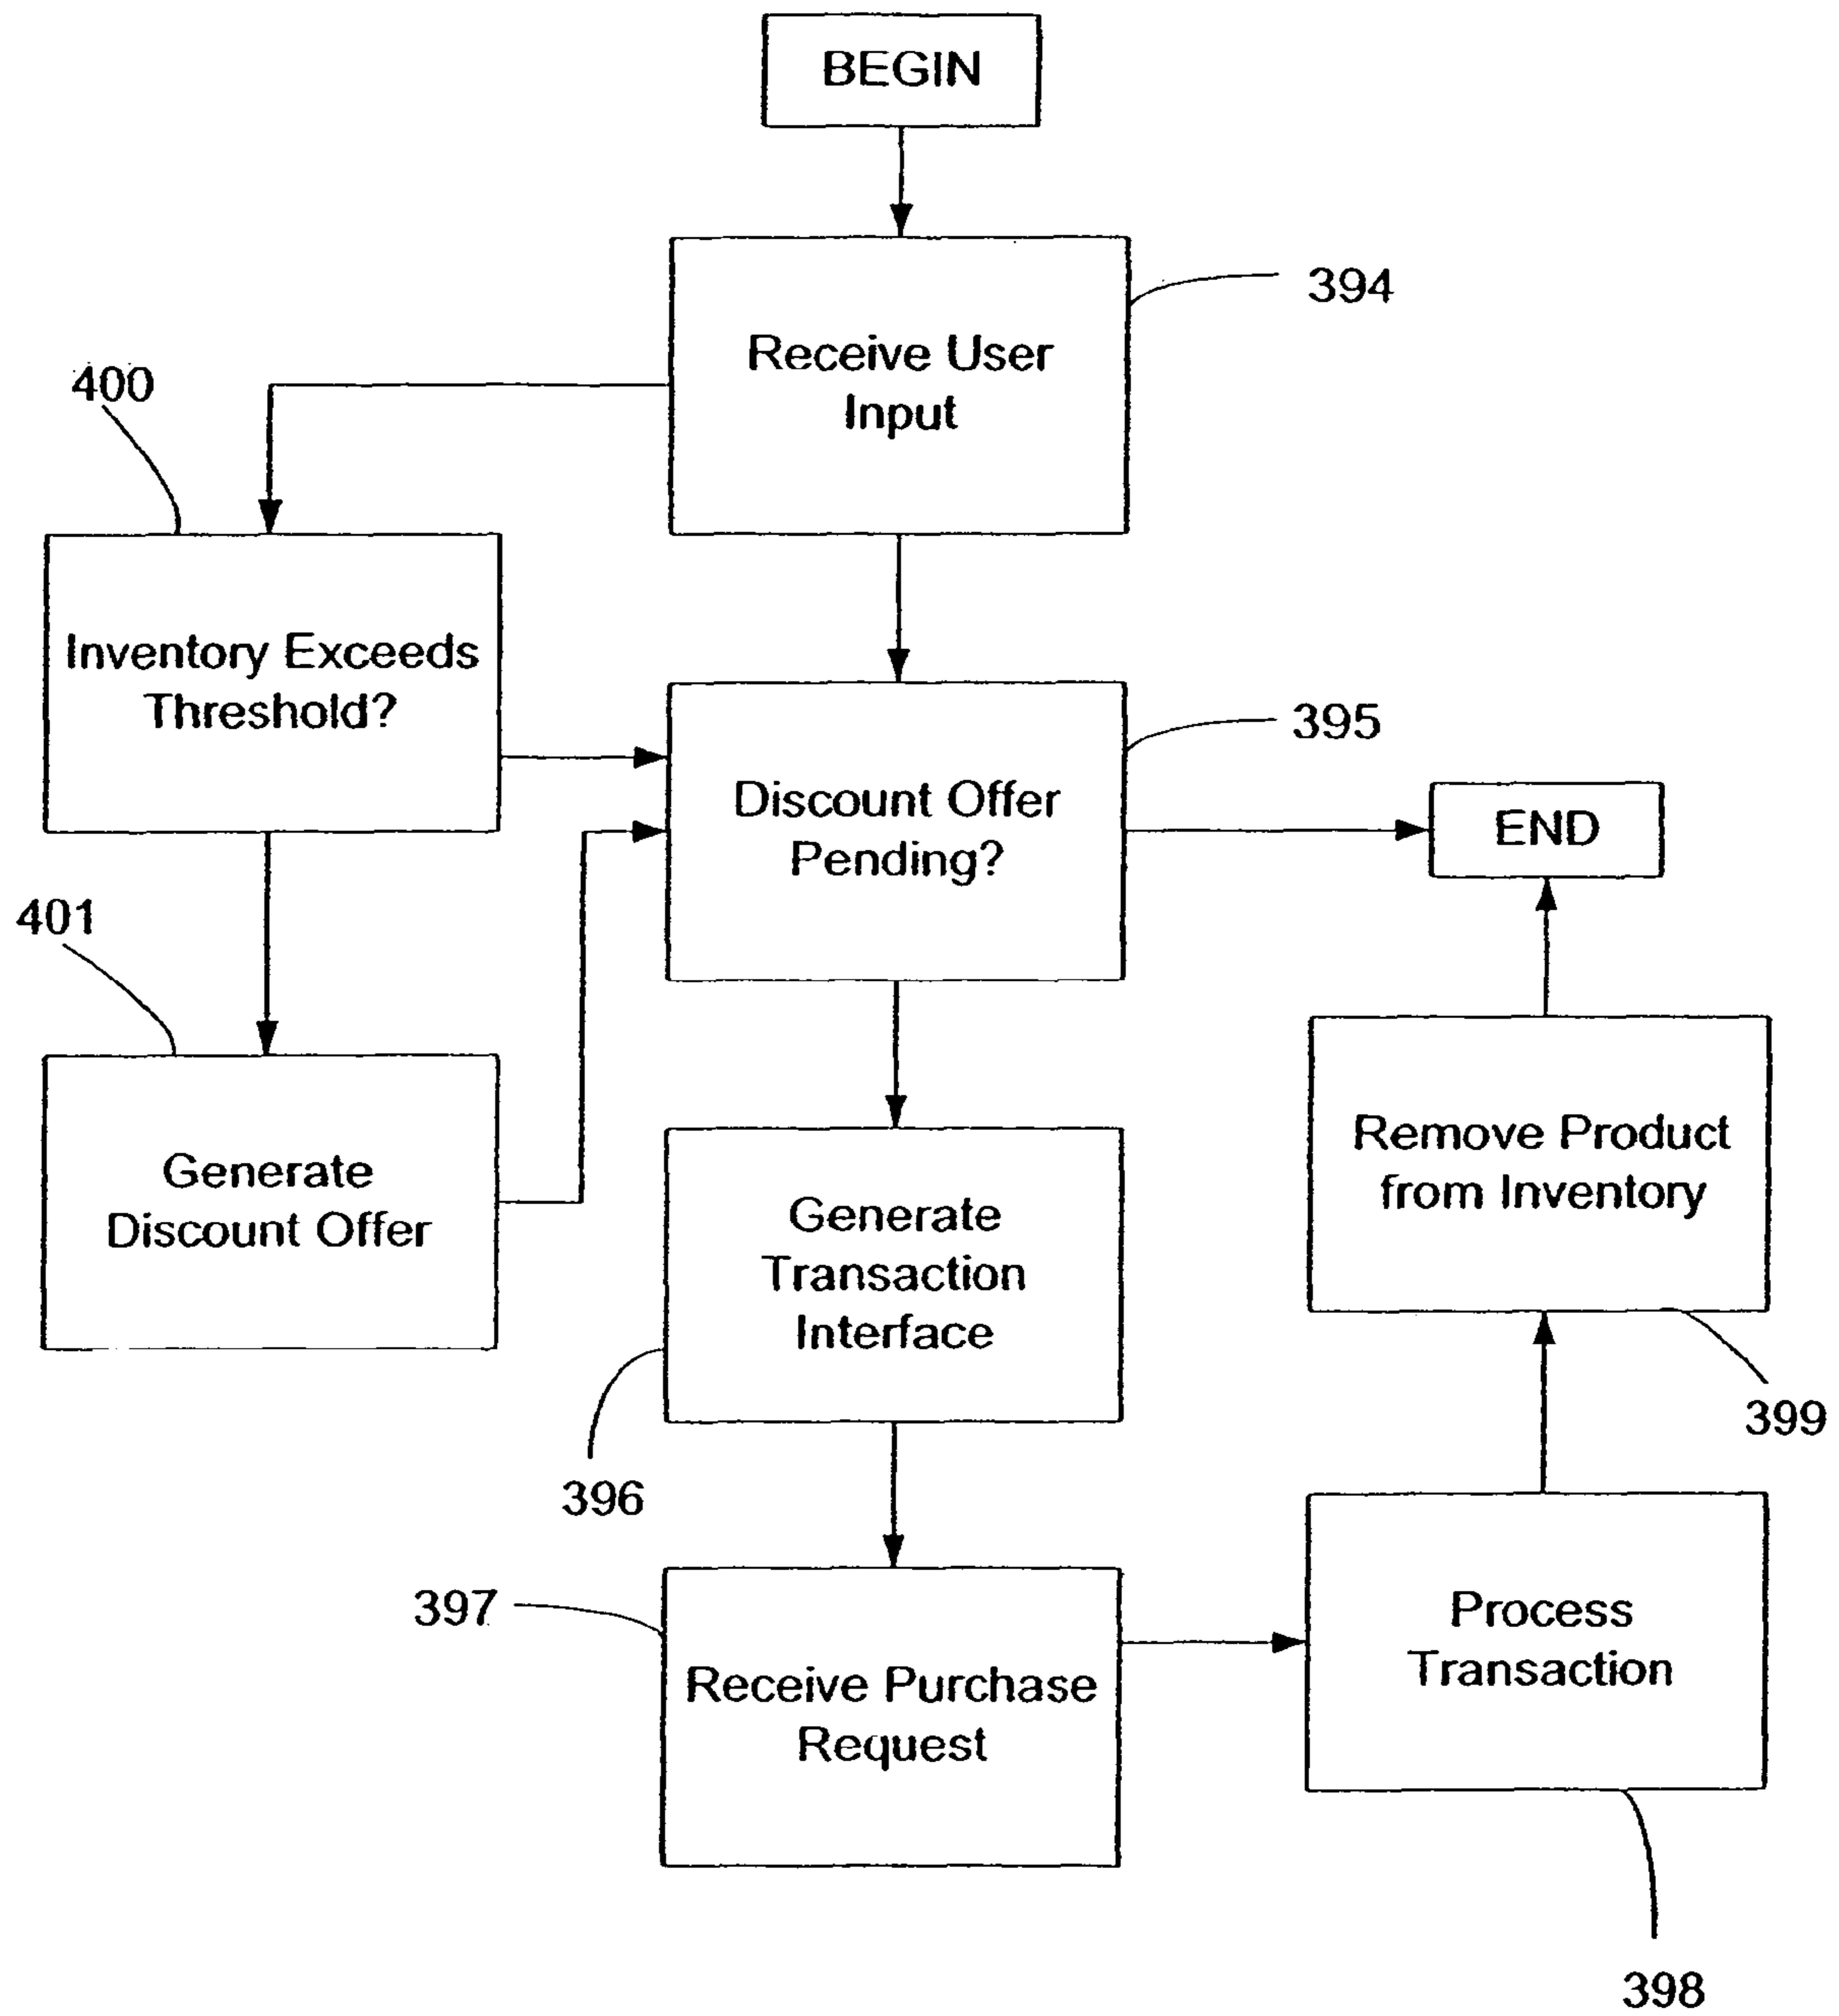 BEGIN
394
Receive User
Input
400
Inventory Exceeds
Threshold?
395
Discount Offer
Pending?
END
401
Generate
Discount Offer
Remove Product
from Inventory
Generate
Transaction
Interface
399
396
397
Receive Purchase
Request
Process
Transaction
398